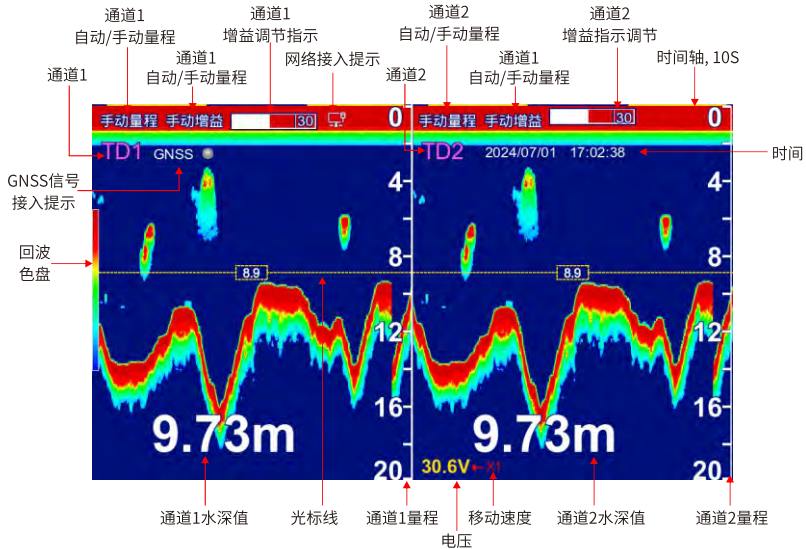 通道1
自动/手动量程
通道1
增益调节指示
通道2
自动/手动量程
通道2
增益指示调节
通道1
自动/手动量程
网络接入提示
通道1
自动/手动量程
时间轴, 10S
通道1
通道2
手动量程 手动增益 30 0
手动量程 手动增益 30 0
TD1 GNSS
TD2 2024/07/01 17:02:38
时间
GNSS信号
接入提示
4
4
回波
色盘
8
8
8.9
8.9
12
12
16
16
9.73m
9.73m
20
30.6V ←X1 20
通道1水深值
光标线
通道1量程
移动速度
通道2水深值
通道2量程
电压